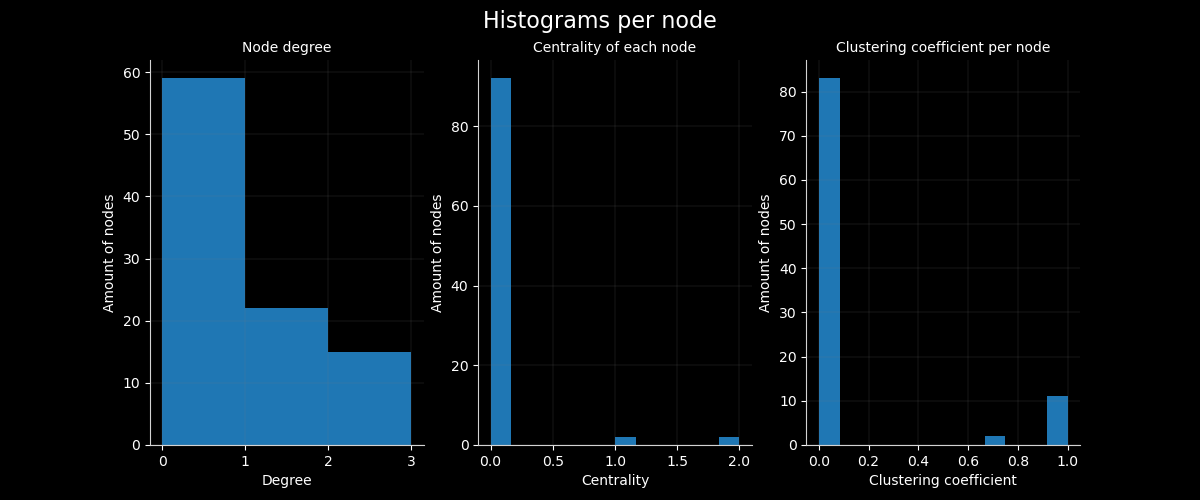 Histograms per node
Node degree
Amount of nodes
60
50
40
30
20
10
0
0 1 2 3
Degree
Centrality of each node
Amount of nodes
80
60
40
20
0
0.0 0.5 1.0 1.5 2.0
Centrality
Clustering coefficient per node
Amount of nodes
80
70
60
50
40
30
20
10
0
0.0 0.2 0.4 0.6 0.8 1.0
Clustering coefficient